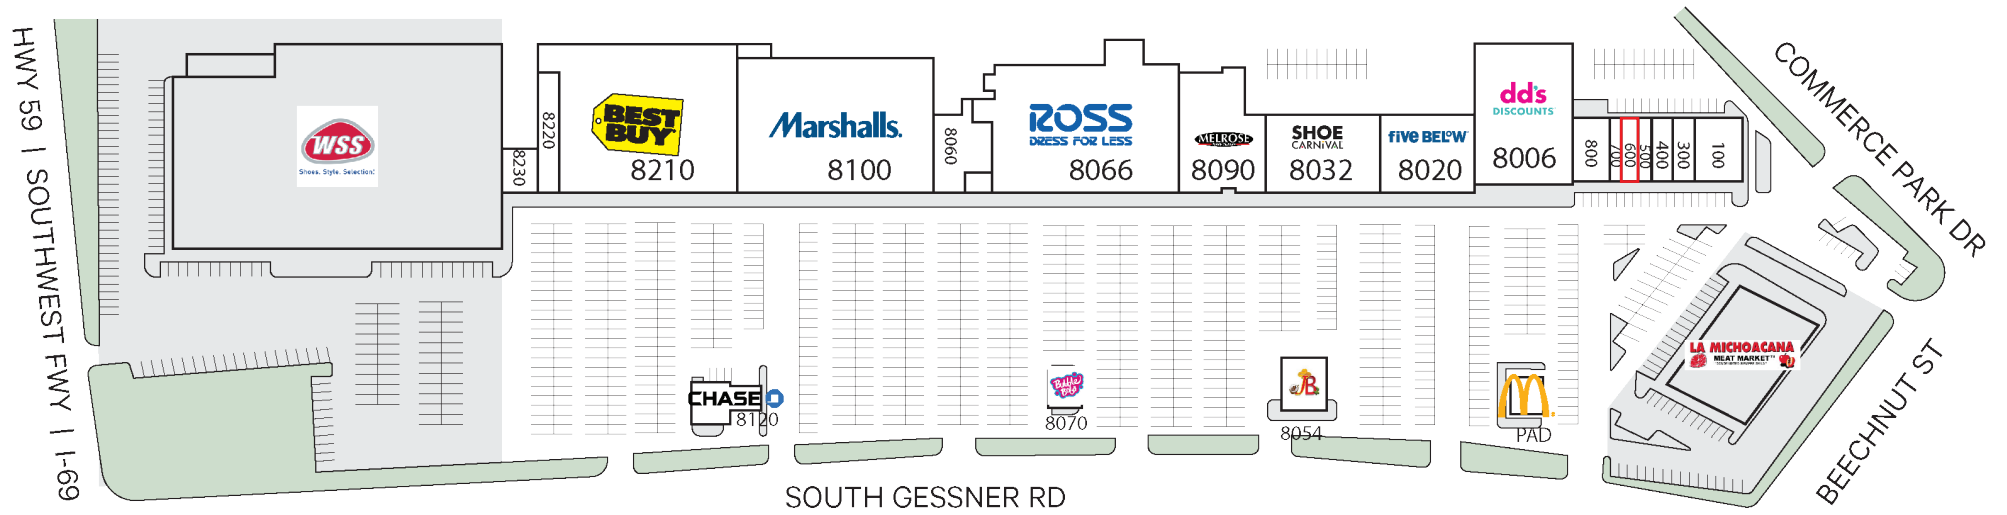 HWY 59 | SOUTHWEST FWY | I-69
WSS
Shoes. Style. Selection!
8230
8220
BEST
BUY
8210
Marshalls.
8100
8060
ROSS
DRESS FOR LESS
8066
MELROSE
8090
SHOE
CARNIVAL
8032
five BELOW
8020
dd's
DISCOUNTS
8006
800
700
600
500
400
300
100
COMMERCE PARK DR
CHASE
8120
8070
JB
8054
M
PAD
LA MICHOACANA
MEAT MARKET
BEECHNUT ST
SOUTH GESSNER RD